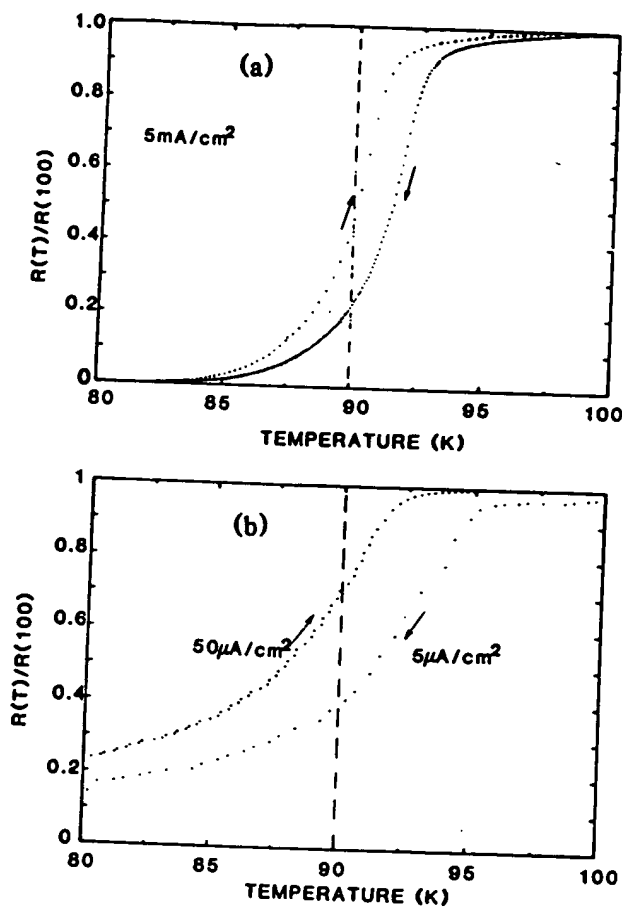 (a)
5mA/cm²
R(T)/R(100)
1.0
0.8
0.6
0.4
0.2
0
80 85 90 95 100
TEMPERATURE (K)
(b)
50μA/cm²
5μA/cm²
R(T)/R(100)
1
0.8
0.6
0.4
0.2
0
80 85 90 95 100
TEMPERATURE (K)